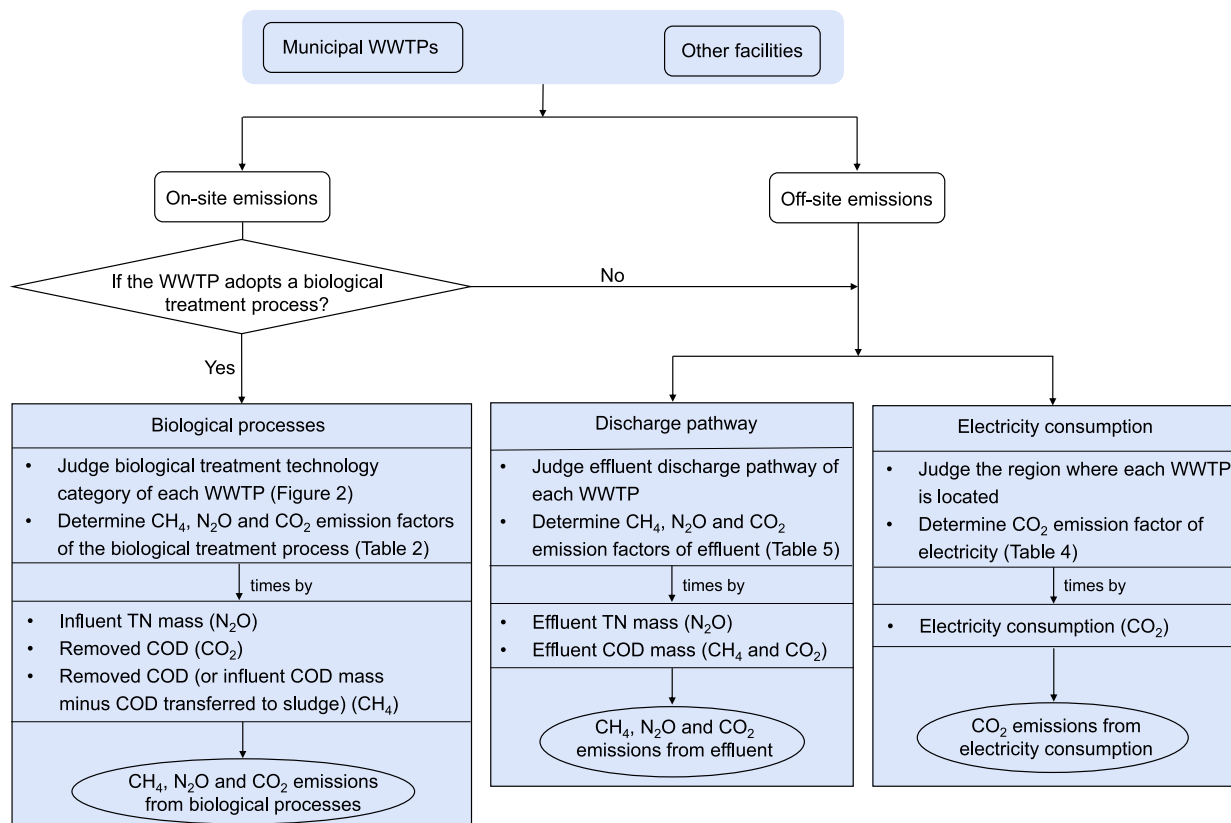 Municipal WWTPs
Other facilities
On-site emissions
Off-site emissions
If the WWTP adopts a biological
treatment process?
No
Yes
Biological processes
• Judge biological treatment technology
category of each WWTP (Figure 2)
• Determine CH₄, N₂O and CO₂ emission factors
of the biological treatment process (Table 2)
times by
• Influent TN mass (N₂O)
• Removed COD (CO₂)
• Removed COD (or influent COD mass
minus COD transferred to sludge) (CH₄)
CH₄, N₂O and CO₂ emissions
from biological processes
Discharge pathway
• Judge effluent discharge pathway of
each WWTP
• Determine CH₄, N₂O and CO₂
emission factors of effluent (Table 5)
times by
• Effluent TN mass (N₂O)
• Effluent COD mass (CH₄ and CO₂)
CH₄, N₂O and CO₂
emissions from effluent
Electricity consumption
• Judge the region where each WWTP
is located
• Determine CO₂ emission factor of
electricity (Table 4)
times by
• Electricity consumption (CO₂)
CO₂ emissions from
electricity consumption